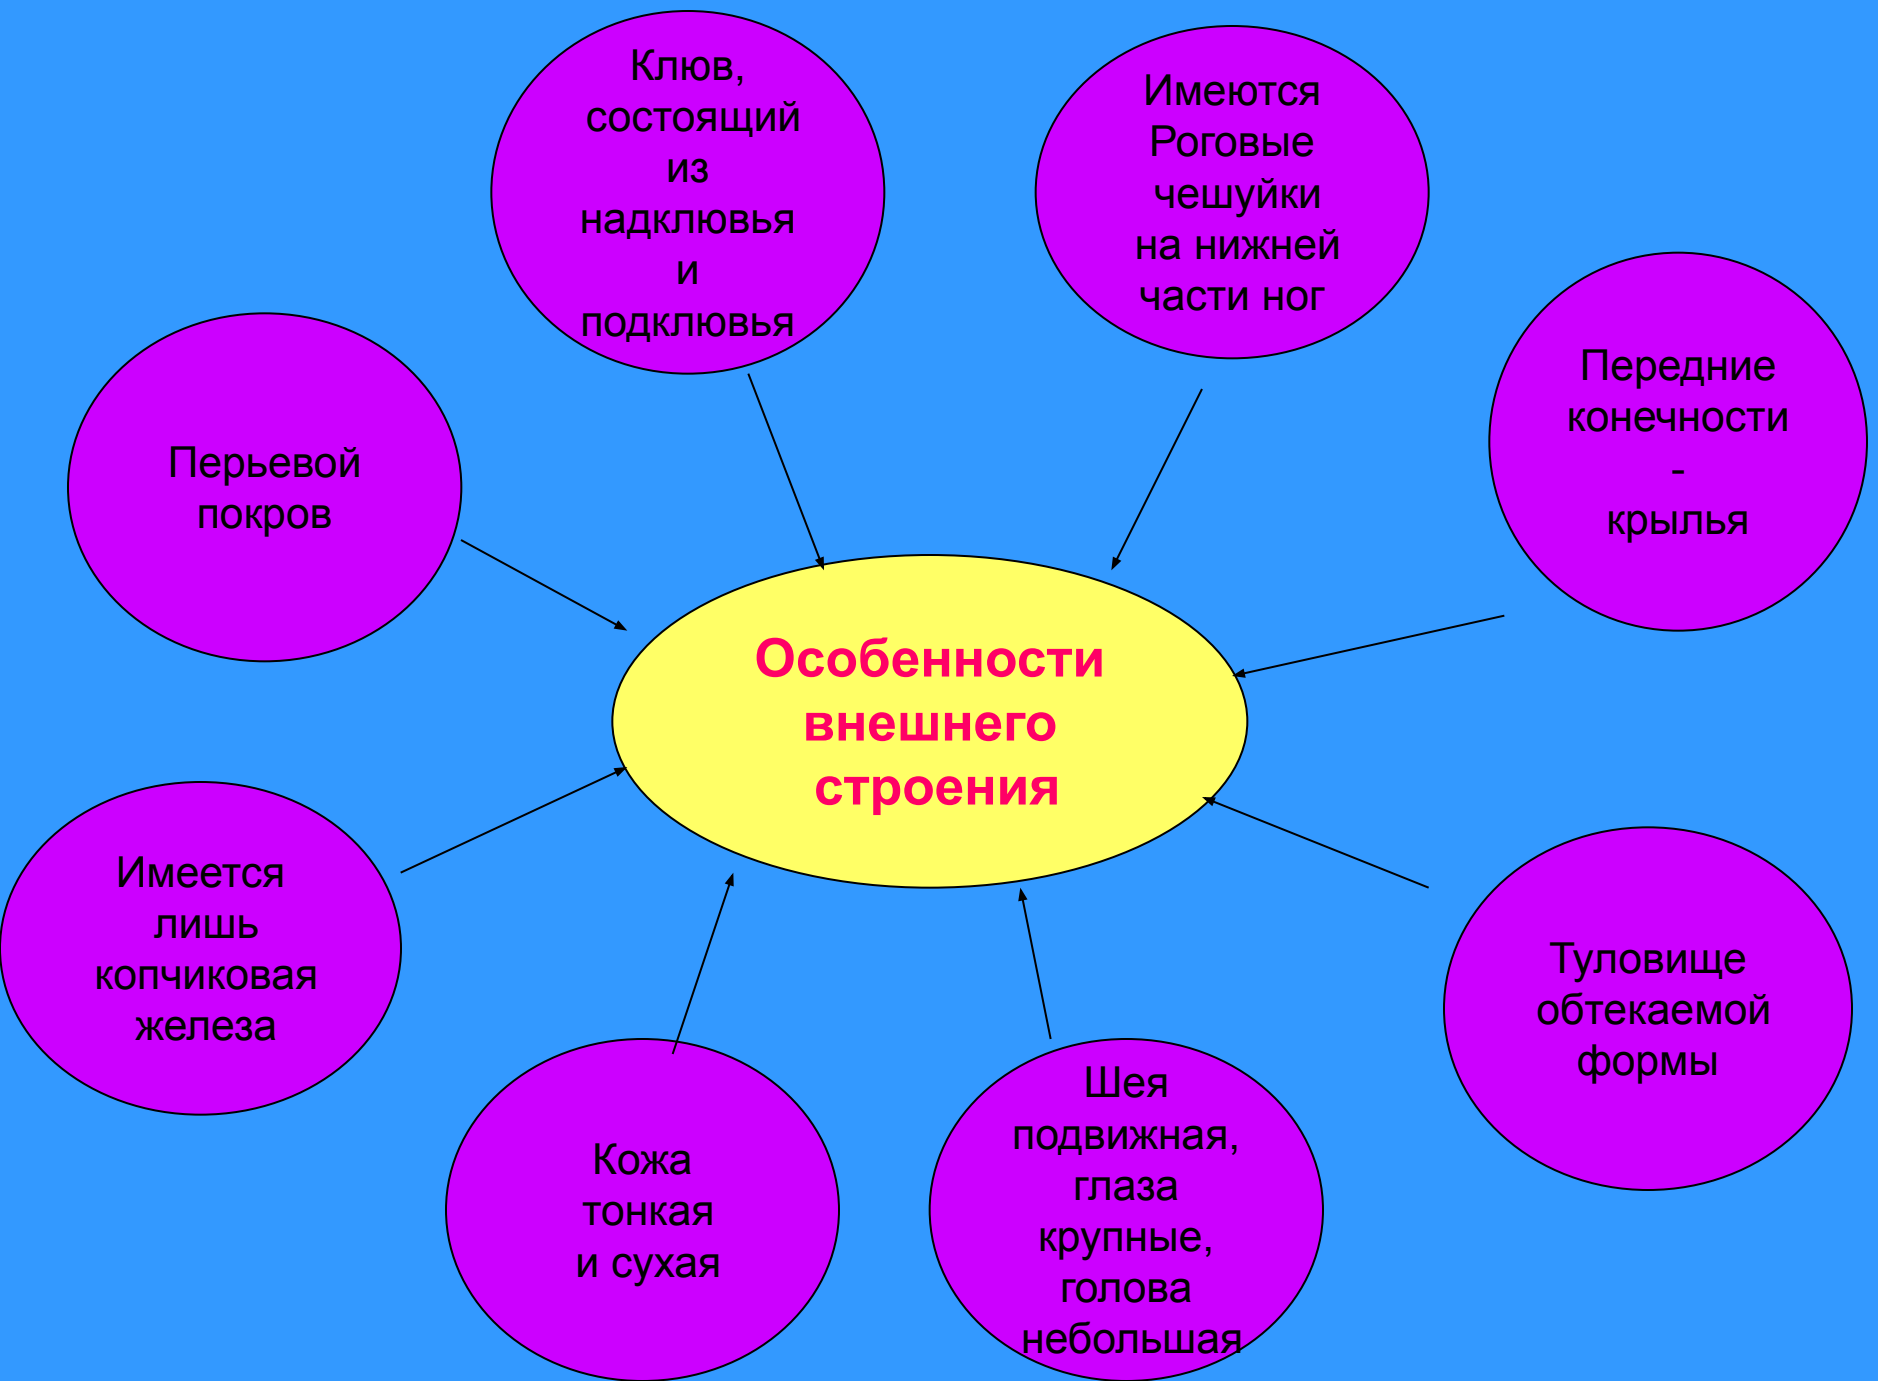 Клюв,
состоящий
из
надклювья
и
подклювья
Имеются
Роговые
чешуйки
на нижней
части ног
Передние
конечности
-
крылья
Перьевой
покров
Особенности
внешнего
строения
Имеется
лишь
копчиковая
железа
Туловище
обтекаемой
формы
Кожа
тонкая
и сухая
Шея
подвижная,
глаза
крупные,
голова
небольшая